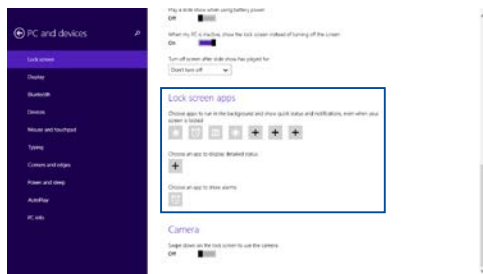 PC and devices
Lock screen
Display
Bluetooth
Devices
Mouse and touchpad
Typing
Corners and edges
Power and sleep
AutoPlay
PC info
Play a slide show when using battery power
Off
When my PC is inactive, show the lock screen instead of turning off the screen
On
Turn off screen after slide show has played for
Don't turn off
Lock screen apps
Choose apps to run in the background and show quick status and notifications, even when your
screen is locked
Choose an app to display detailed status
Choose an app to show alarms
Camera
Swipe down on the lock screen to use the camera
Off